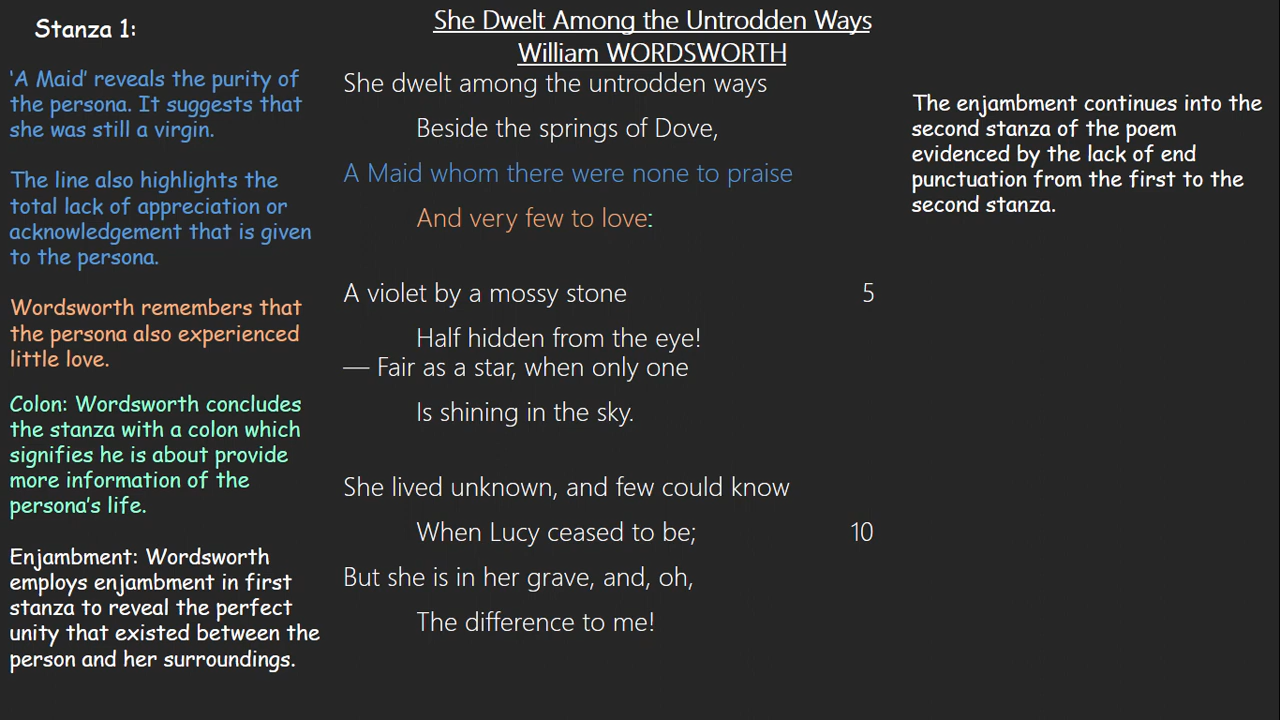 Stanza 1:
'A Maid' reveals the purity of
the persona. It suggests that
she was still a virgin.
The line also highlights the
total lack of appreciation or
acknowledgement that is given
to the persona.
Wordsworth remembers that
the persona also experienced
little love.
Colon: Wordsworth concludes
the stanza with a colon which
signifies he is about provide
more information of the
persona's life.
Enjambment: Wordsworth
employs enjambment in first
stanza to reveal the perfect
unity that existed between the
person and her surroundings.
She Dwelt Among the Untrodden Ways
William WORDSWORTH
She dwelt among the untrodden ways
Beside the springs of Dove,
A Maid whom there were none to praise
And very few to love:
A violet by a mossy stone 5
Half hidden from the eye!
— Fair as a star, when only one
Is shining in the sky.
She lived unknown, and few could know
When Lucy ceased to be; 10
But she is in her grave, and, oh,
The difference to me!
The enjambment continues into the
second stanza of the poem
evidenced by the lack of end
punctuation from the first to the
second stanza.